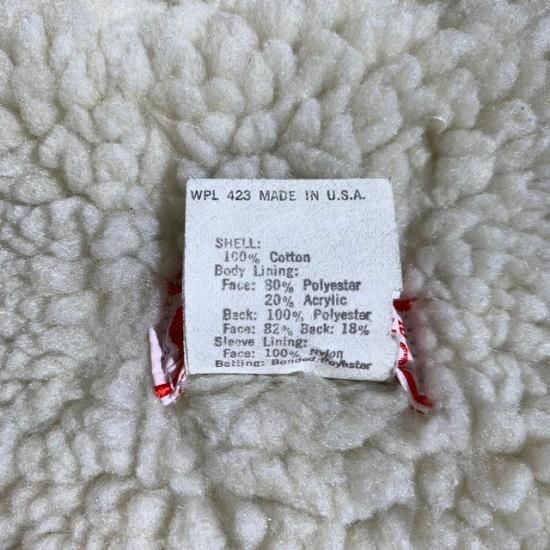 WPL 423 MADE IN U.S.A.
SHELL:
100% Cotton
Body Lining:
Face: 80% Polyester
20% Acrylic
Back: 100% Polyester
Face: 82% Back: 18%
Sleeve Lining:
Face: 100% Nylon
Batting: Bonded Polyester